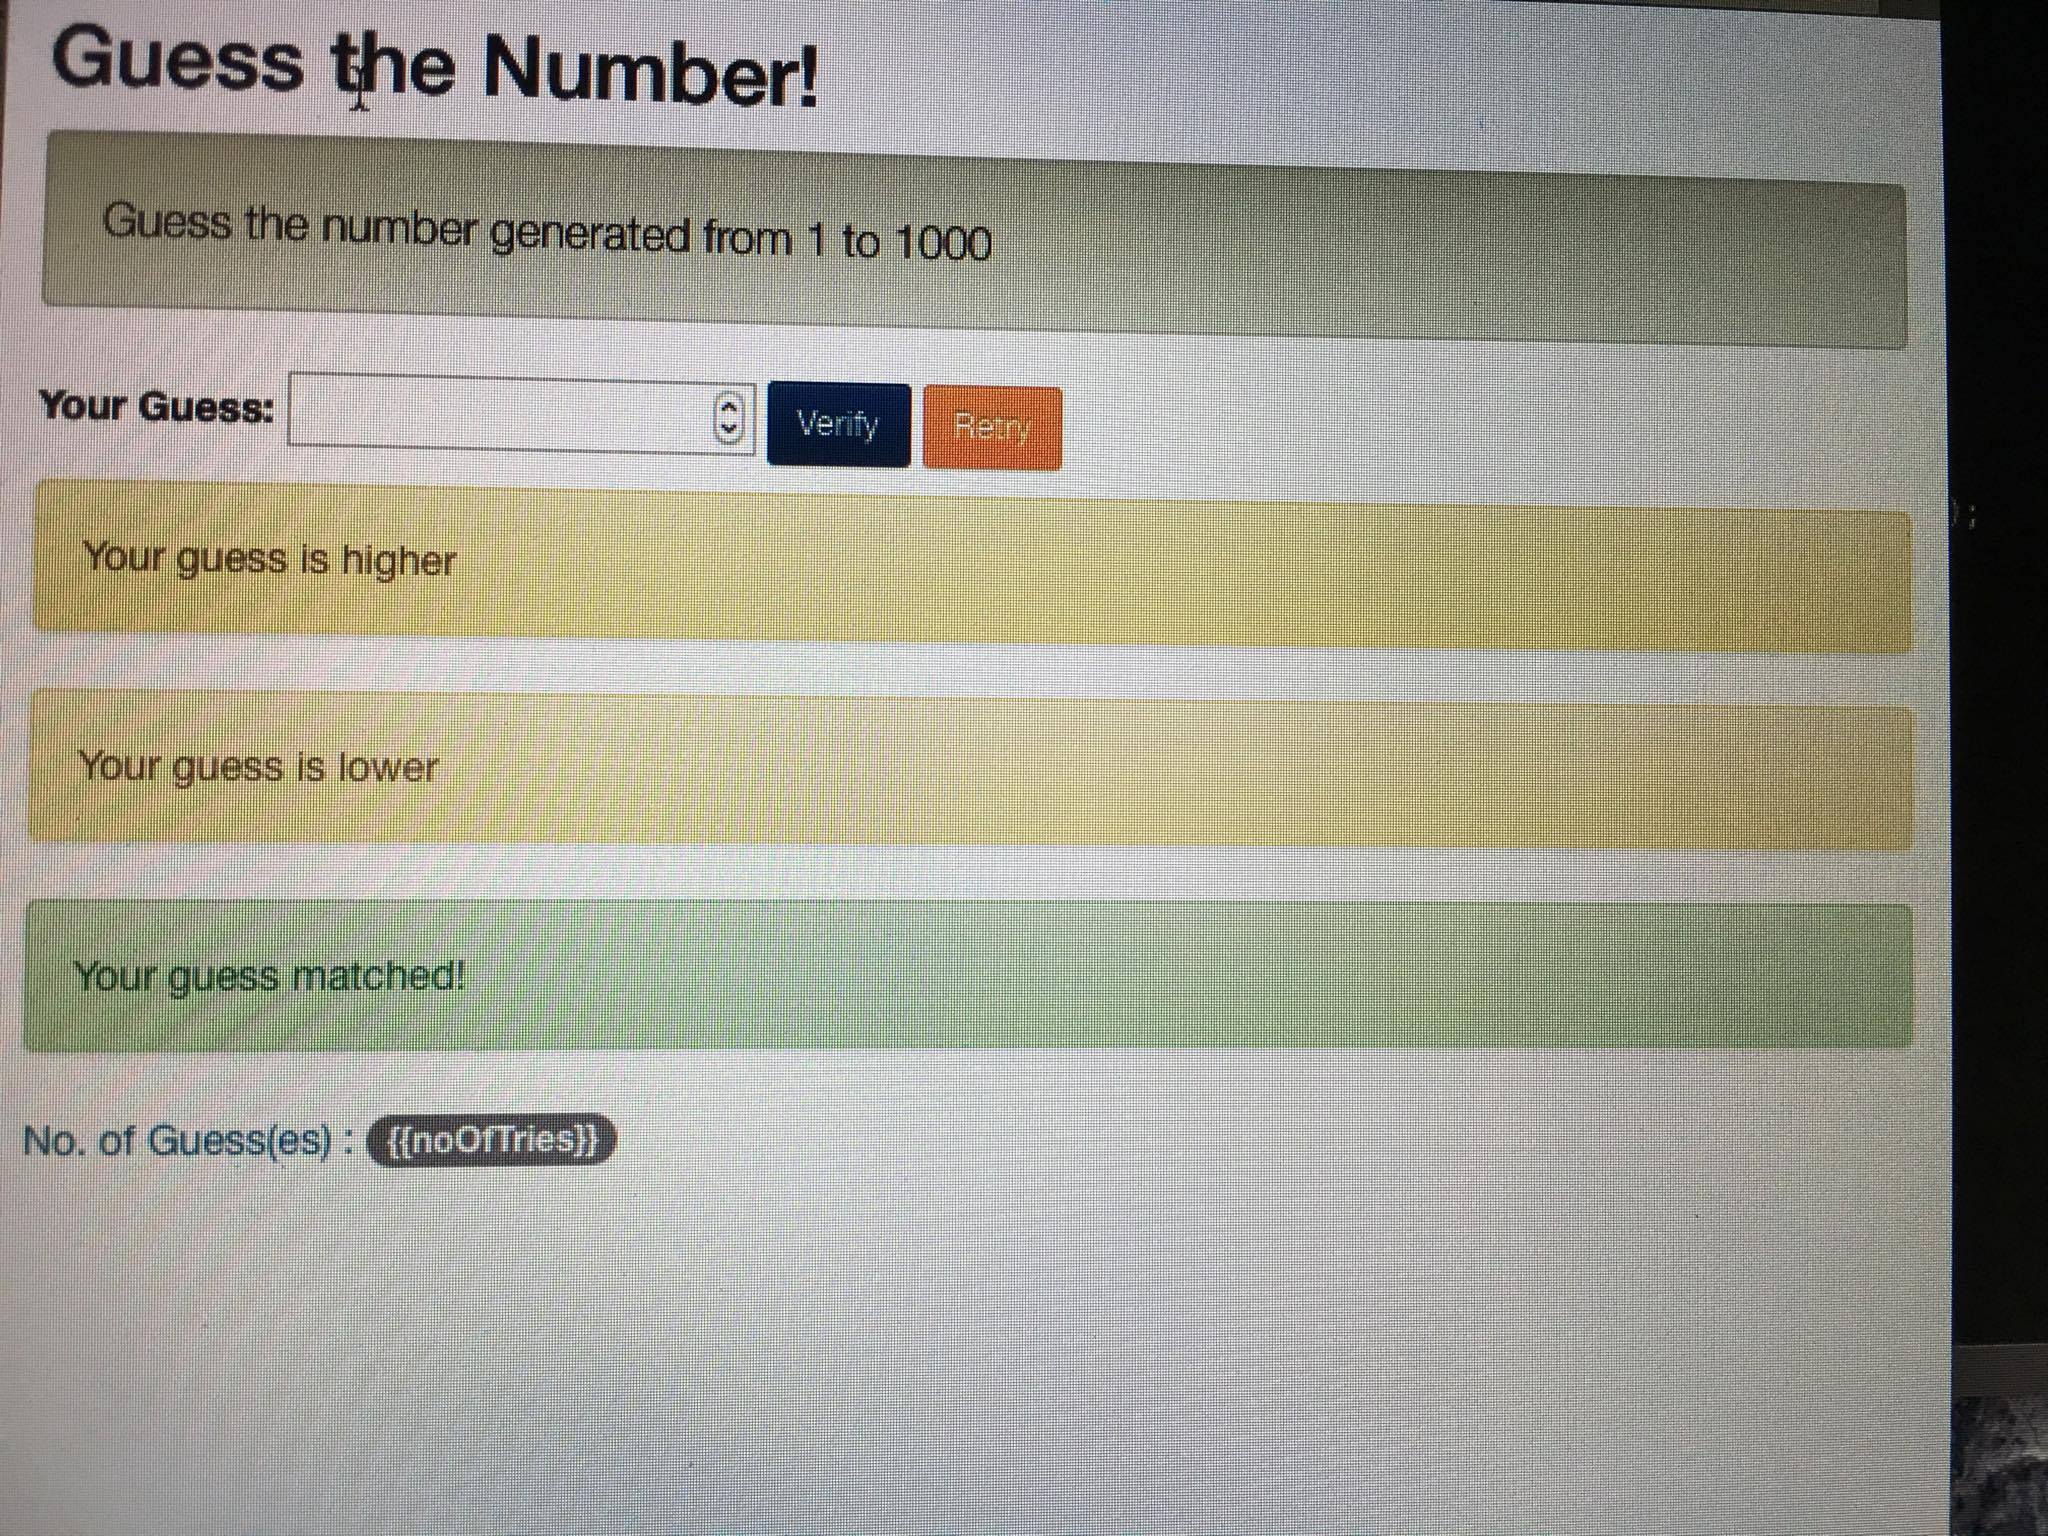 Guess the Number!
Guess the number generated from 1 to 1000
Your Guess: Verify Retry
Your guess is higher
Your guess is lower
Your guess matched!
No. of Guess(es) : {{noOfTries}}
);